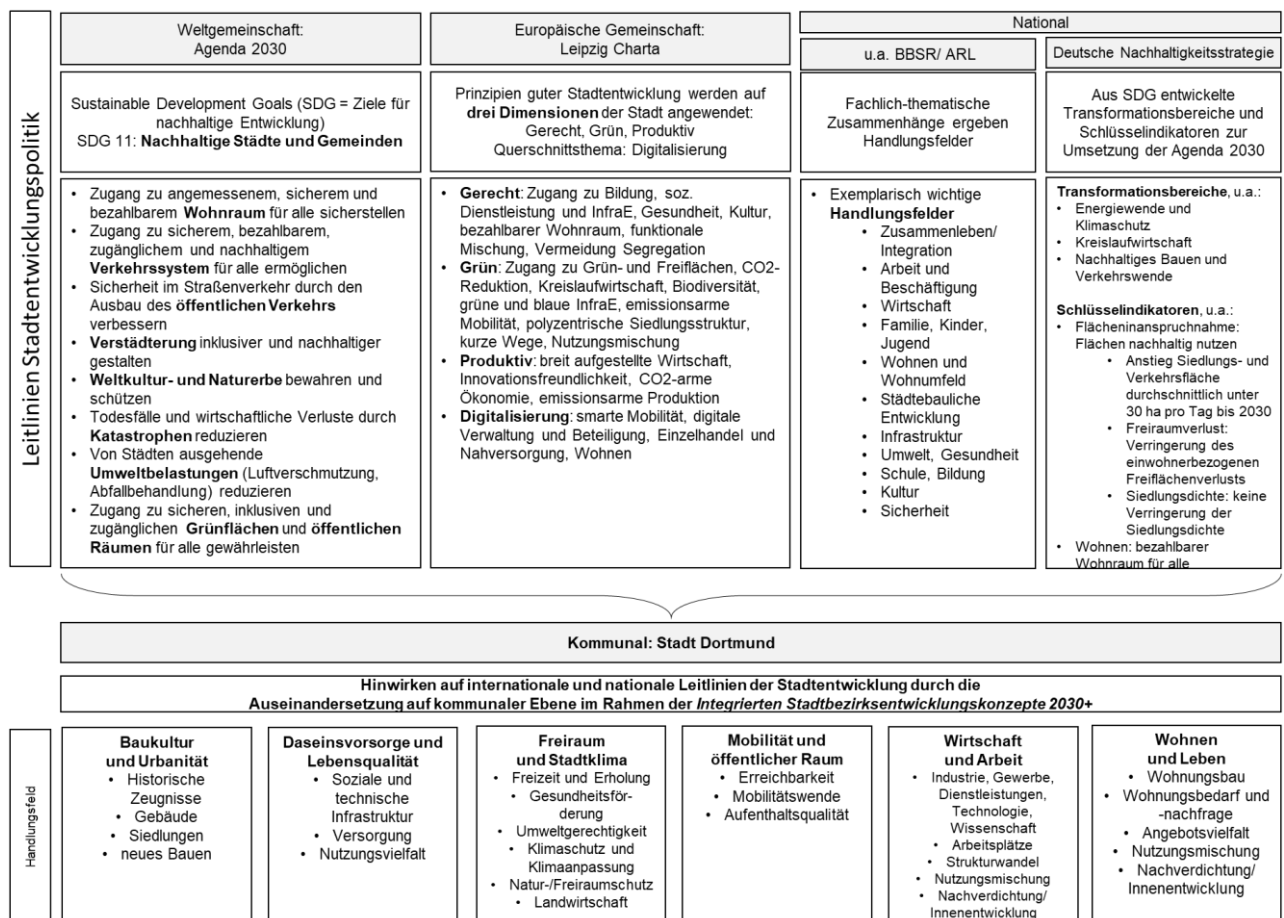 Leitlinien Stadtentwicklungspolitik
Weltgemeinschaft:
Agenda 2030
Sustainable Development Goals (SDG = Ziele für
nachhaltige Entwicklung)
SDG 11: Nachhaltige Städte und Gemeinden
• Zugang zu angemessenem, sicherem und
bezahlbarem Wohnraum für alle sicherstellen
• Zugang zu sicherem, bezahlbarem,
zugänglichem und nachhaltigem
Verkehrssystem für alle ermöglichen
• Sicherheit im Straßenverkehr durch den
Ausbau des öffentlichen Verkehrs
verbessern
• Verstädterung inklusiver und nachhaltiger
gestalten
• Weltkultur- und Naturerbe bewahren und
schützen
• Todesfälle und wirtschaftliche Verluste durch
Katastrophen reduzieren
• Von Städten ausgehende
Umweltbelastungen (Luftverschmutzung,
Abfallbehandlung) reduzieren
• Zugang zu sicheren, inklusiven und
zugänglichen Grünflächen und öffentlichen
Räumen für alle gewährleisten
Europäische Gemeinschaft:
Leipzig Charta
Prinzipien guter Stadtentwicklung werden auf
drei Dimensionen der Stadt angewendet:
Gerecht, Grün, Produktiv
Querschnittsthema: Digitalisierung
• Gerecht: Zugang zu Bildung, soz.
Dienstleistung und InfraE, Gesundheit, Kultur,
bezahlbarer Wohnraum, funktionale
Mischung, Vermeidung Segregation
• Grün: Zugang zu Grün- und Freiflächen, CO2-
Reduktion, Kreislaufwirtschaft, Biodiversität,
grüne und blaue InfraE, emissionsarme
Mobilität, polyzentrische Siedlungsstruktur,
kurze Wege, Nutzungsmischung
• Produktiv: breit aufgestellte Wirtschaft,
Innovationsfreundlichkeit, CO2-arme
Ökonomie, emissionsarme Produktion
• Digitalisierung: smarte Mobilität, digitale
Verwaltung und Beteiligung, Einzelhandel und
Nahversorgung, Wohnen
National
u.a. BBSR/ ARL
Fachlich-thematische
Zusammenhänge ergeben
Handlungsfelder
• Exemplarisch wichtige
Handlungsfelder
• Zusammenleben/
Integration
• Arbeit und
Beschäftigung
• Wirtschaft
• Familie, Kinder,
Jugend
• Wohnen und
Wohnumfeld
• Städtebauliche
Entwicklung
• Infrastruktur
• Umwelt, Gesundheit
• Schule, Bildung
• Kultur
• Sicherheit
Deutsche Nachhaltigkeitsstrategie
Aus SDG entwickelte
Transformationsbereiche und
Schlüsselindikatoren zur
Umsetzung der Agenda 2030
Transformationsbereiche, u.a.:
• Energiewende und
Klimaschutz
• Kreislaufwirtschaft
• Nachhaltiges Bauen und
Verkehrswende
Schlüsselindikatoren, u.a.:
• Flächeninanspruchnahme:
Flächen nachhaltig nutzen
• Anstieg Siedlungs- und
Verkehrsfläche
durchschnittlich unter
30 ha pro Tag bis 2030
• Freiraumverlust:
Verringerung des
einwohnerbezogenen
Freiflächenverlusts
• Siedlungsdichte: keine
Verringerung der
Siedlungsdichte
• Wohnen: bezahlbarer
Wohnraum für alle
Kommunal: Stadt Dortmund
Hinwirken auf internationale und nationale Leitlinien der Stadtentwicklung durch die
Auseinandersetzung auf kommunaler Ebene im Rahmen der Integrierten Stadtbezirksentwicklungskonzepte 2030+
Handlungsfeld
Baukultur
und Urbanität
• Historische
Zeugnisse
• Gebäude
• Siedlungen
• neues Bauen
Daseinsvorsorge und
Lebensqualität
• Soziale und
technische
Infrastruktur
• Versorgung
• Nutzungsvielfalt
Freiraum
und Stadtklima
• Freizeit und Erholung
• Gesundheitsför-
derung
• Umweltgerechtigkeit
• Klimaschutz und
Klimaanpassung
• Natur-/Freiraumschutz
• Landwirtschaft
Mobilität und
öffentlicher Raum
• Erreichbarkeit
• Mobilitätswende
• Aufenthaltsqualität
Wirtschaft
und Arbeit
• Industrie, Gewerbe,
Dienstleistungen,
Technologie,
Wissenschaft
• Arbeitsplätze
• Strukturwandel
• Nutzungsmischung
• Nachverdichtung/
Innenentwicklung
Wohnen
und Leben
• Wohnungsbau
• Wohnungsbedarf und
-nachfrage
• Angebotsvielfalt
• Nutzungsmischung
• Nachverdichtung/
Innenentwicklung